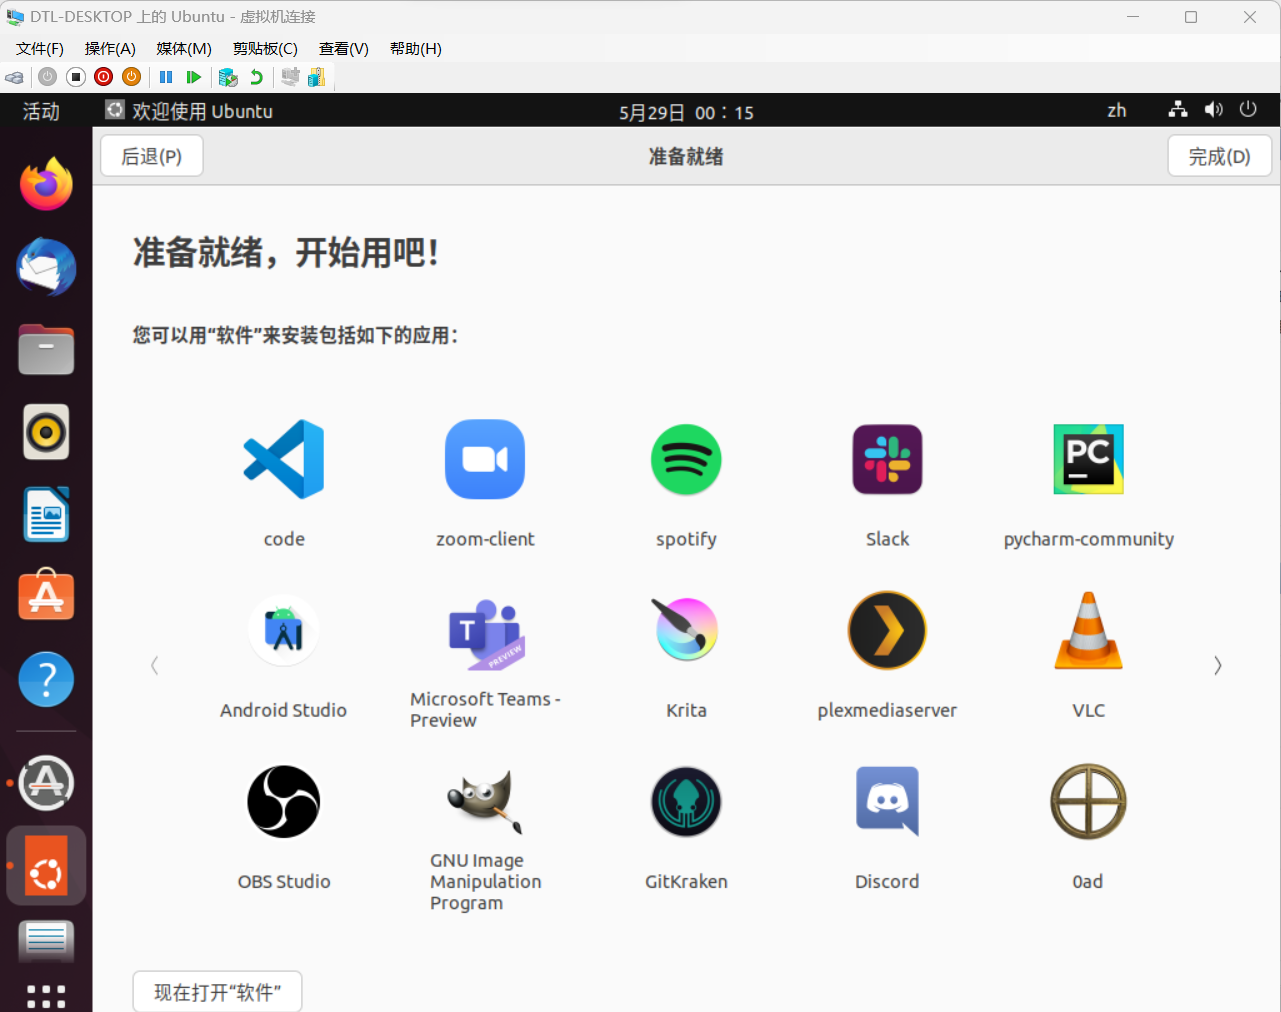 DTL-DESKTOP 上的 Ubuntu - 虚拟机连接
文件(F) 操作(A) 媒体(M) 剪贴板(C) 查看(V) 帮助(H)
活动 欢迎使用 Ubuntu 5月29日 00：15 zh
后退(P) 准备就绪 完成(D)
准备就绪，开始用吧！
您可以用“软件”来安装包括如下的应用：
code zoom-client spotify Slack pycharm-community
PC
T
PREVIEW
Android Studio Microsoft Teams - Preview Krita plexmediaserver VLC
OBS Studio GNU Image Manipulation Program GitKraken Discord 0ad
现在打开“软件”